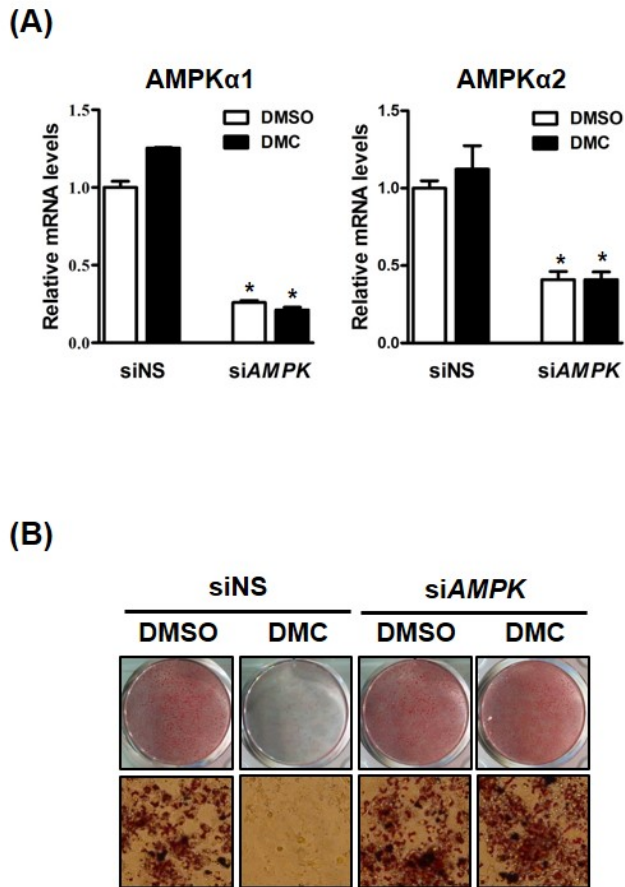 (A)
AMPKα1
AMPKα2
Relative mRNA levels
1.5
1.0
0.5
0.0
DMSO
DMC
* *
siNS siAMPK
Relative mRNA levels
1.5
1.0
0.5
0.0
DMSO
DMC
* *
siNS siAMPK
(B)
siNS siAMPK
DMSO DMC DMSO DMC